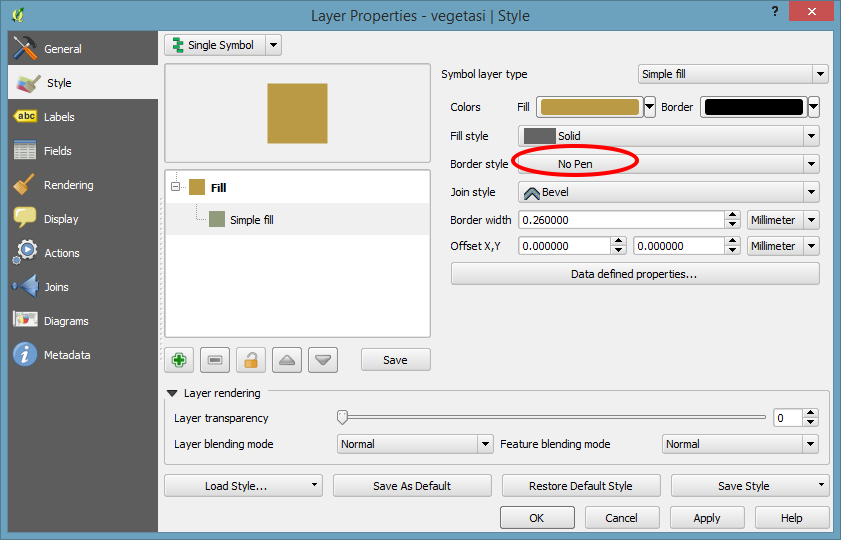 Layer Properties - vegetasi | Style
?
General
Style
abc Labels
Fields
Rendering
Display
Actions
Joins
Diagrams
Metadata
Single Symbol
Fill
Simple fill
Save
Symbol layer type Simple fill
Colors Fill Border
Fill style Solid
Border style No Pen
Join style Bevel
Border width 0.260000 Millimeter
Offset X,Y 0.000000 0.000000 Millimeter
Data defined properties...
Layer rendering
Layer transparency 0
Layer blending mode Normal Feature blending mode Normal
Load Style... Save As Default Restore Default Style Save Style
OK Cancel Apply Help